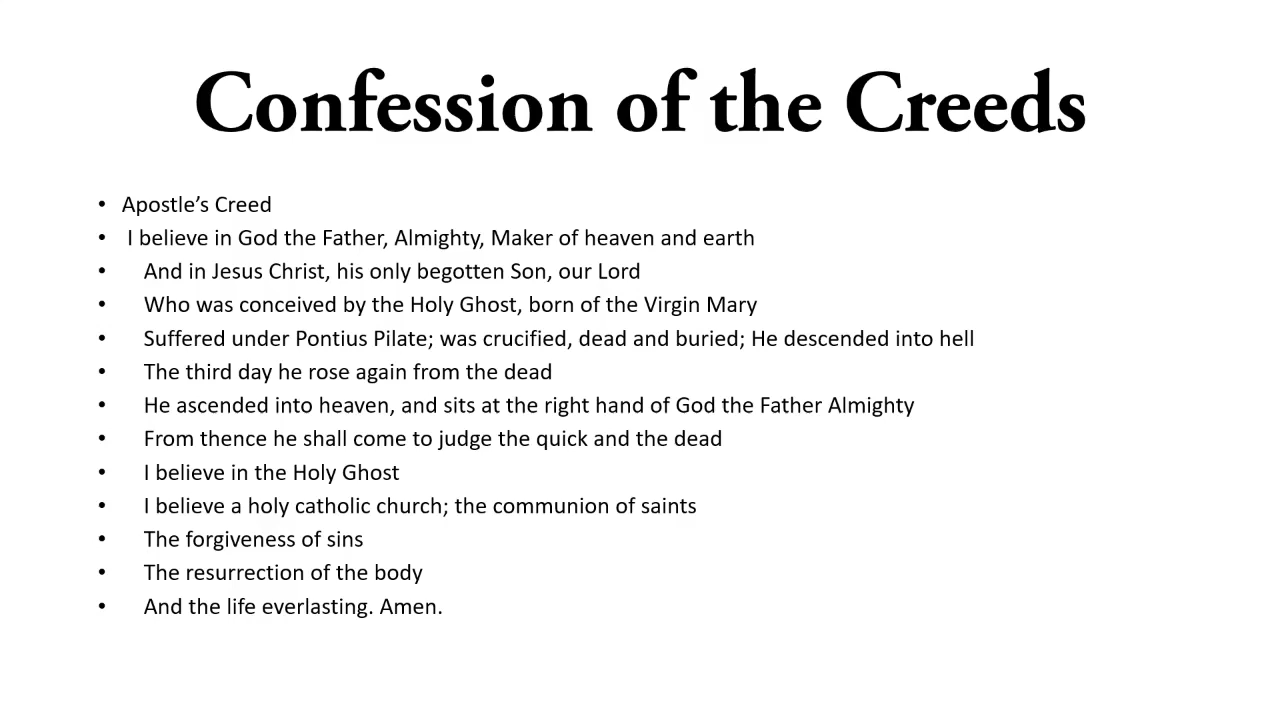 Confession of the Creeds
• Apostle’s Creed
• I believe in God the Father, Almighty, Maker of heaven and earth
• And in Jesus Christ, his only begotten Son, our Lord
• Who was conceived by the Holy Ghost, born of the Virgin Mary
• Suffered under Pontius Pilate; was crucified, dead and buried; He descended into hell
• The third day he rose again from the dead
• He ascended into heaven, and sits at the right hand of God the Father Almighty
• From thence he shall come to judge the quick and the dead
• I believe in the Holy Ghost
• I believe a holy catholic church; the communion of saints
• The forgiveness of sins
• The resurrection of the body
• And the life everlasting. Amen.